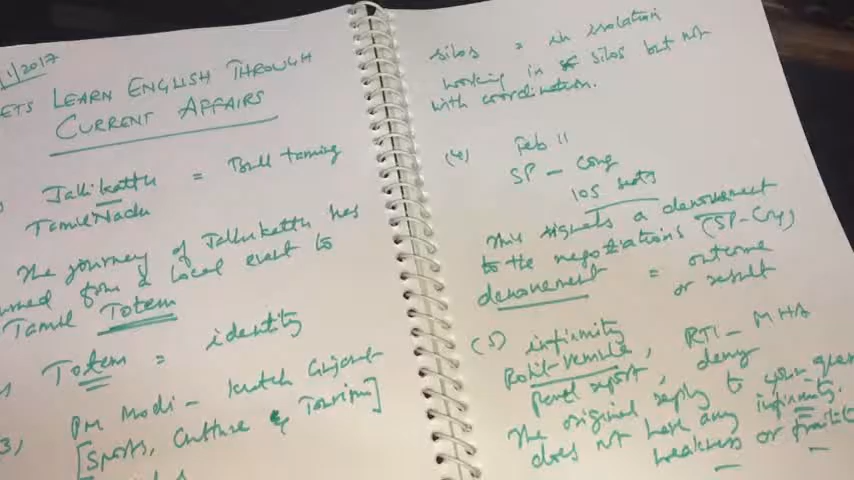 1/2017
ETS LEARN ENGLISH THROUGH
CURRENT AFFAIRS
Jallikattu = Bull taming
TamilNadu
The journey of Jallukattu has
urned from a local event to
Tamil Totem
Totem = identity
3) PM Modi - kutch Gujarat
[Sports, Culture & Tourism]
silos = in isolation
working in silos but not
with coordination.
(4) Feb 11
SP - Cong
105 seats
This signals a denouement
to the negotiations (SP-Cong)
denouement = outcome
or result
(5) infirmity
Rohit Vemula, RTI - MHA
panel report, deny
The original reply to your quer
does not have any infirmity.
weakness or